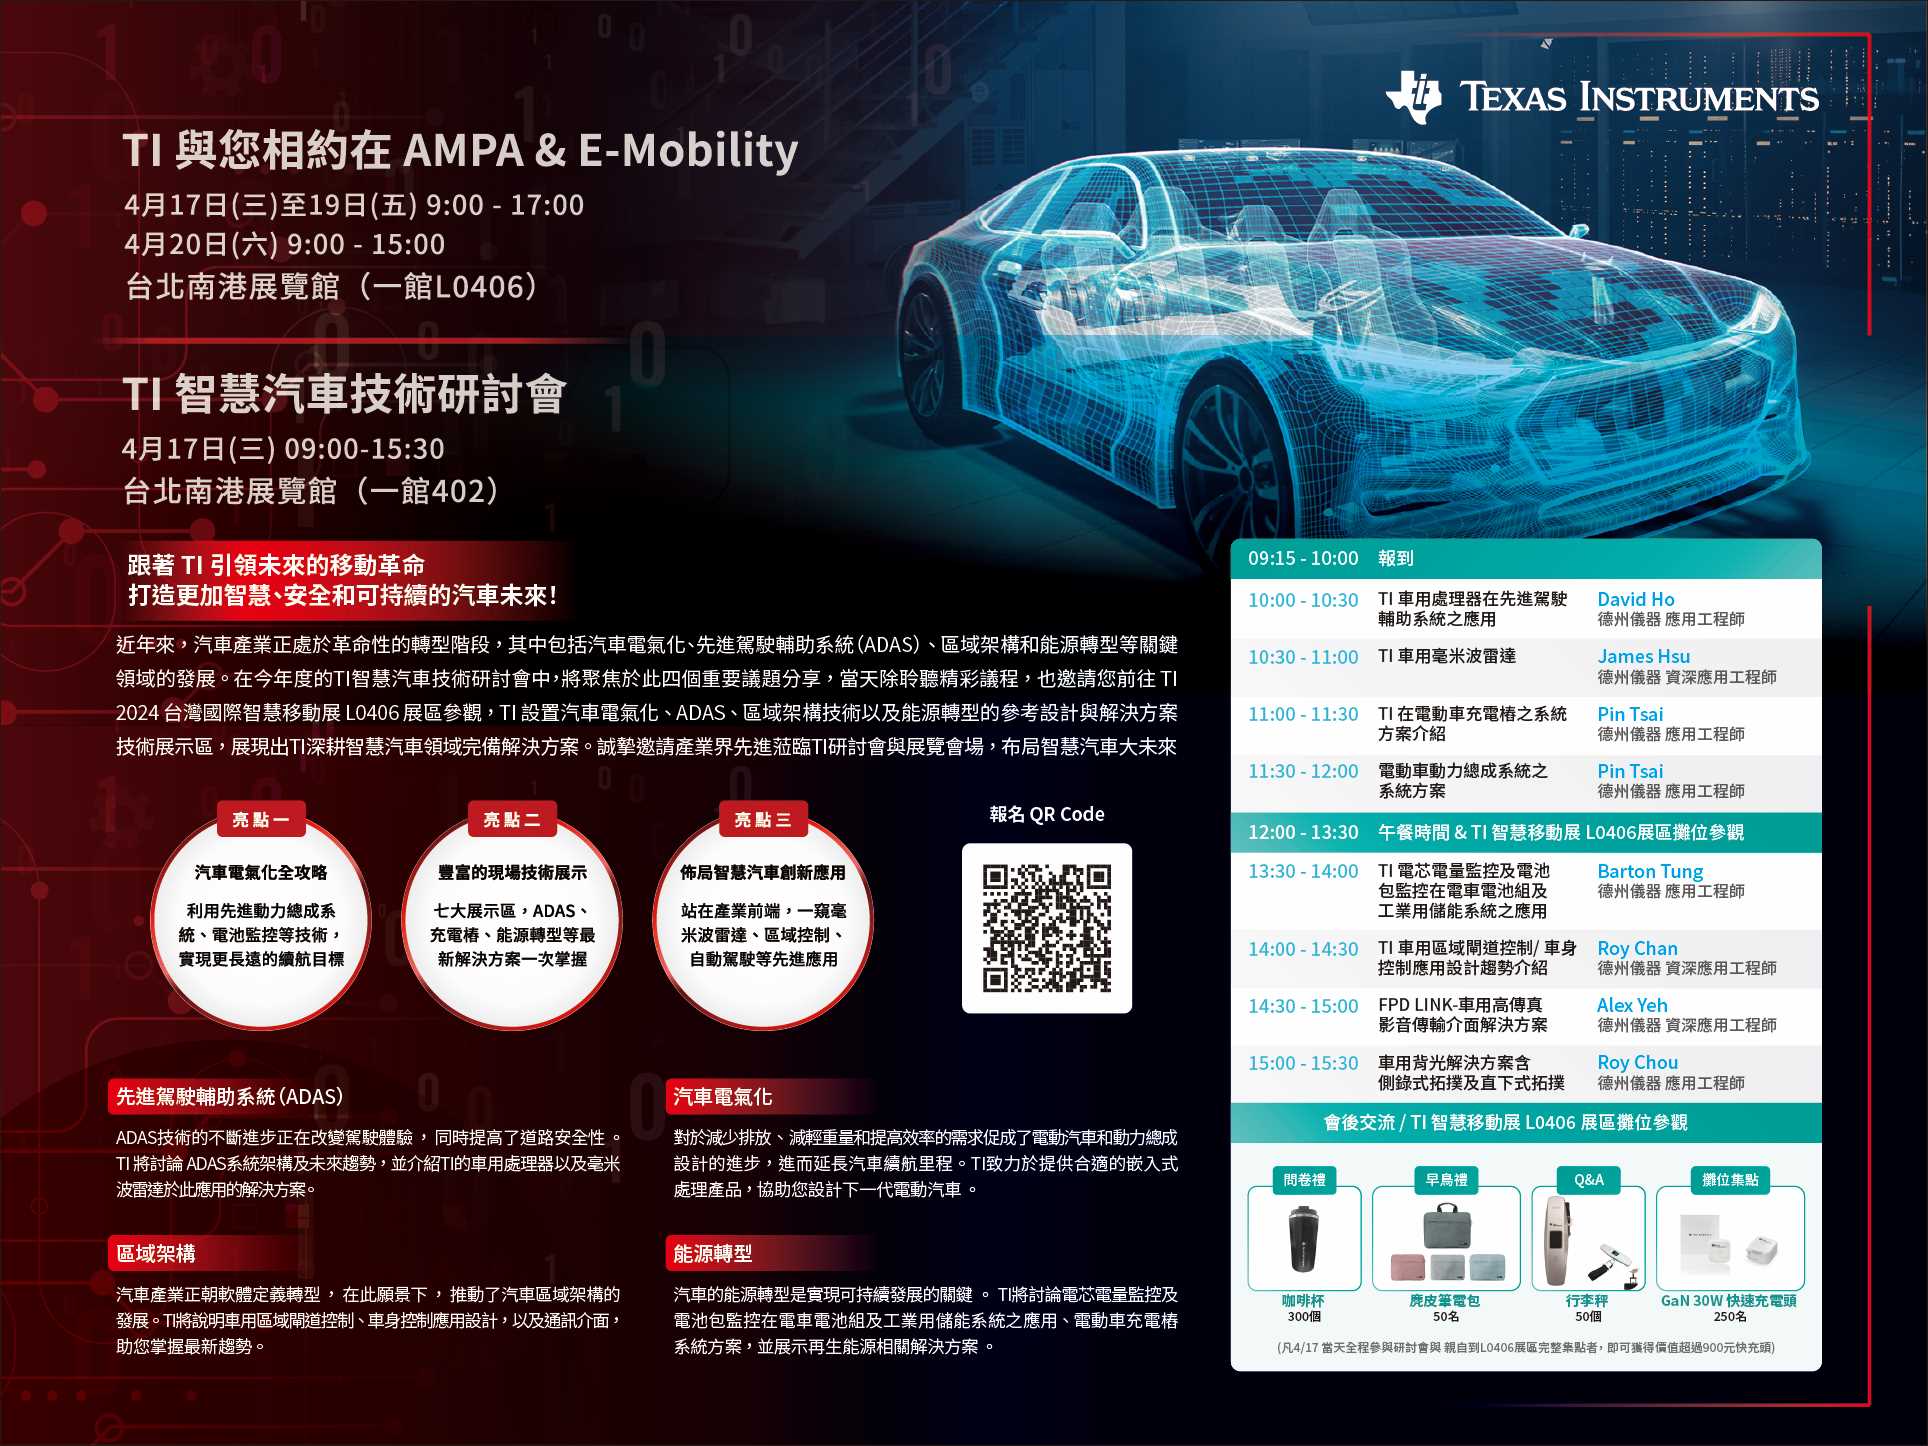 TEXAS INSTRUMENTS
TI 與您相約在 AMPA & E-Mobility
4月17日(三)至19日(五) 9:00 - 17:00
4月20日(六) 9:00 - 15:00
台北南港展覽館（一館L0406）
TI 智慧汽車技術研討會
4月17日(三) 09:00-15:30
台北南港展覽館（一館402）
跟著 TI 引領未來的移動革命
打造更加智慧、安全和可持續的汽車未來!
近年來，汽車產業正處於革命性的轉型階段，其中包括汽車電氣化、先進駕駛輔助系統（ADAS）、區域架構和能源轉型等關鍵
領域的發展。在今年度的TI智慧汽車技術研討會中，將聚焦於此四個重要議題分享，當天除聆聽精彩議程，也邀請您前往 TI
2024 台灣國際智慧移動展 L0406 展區參觀，TI 設置汽車電氣化、ADAS、區域架構技術以及能源轉型的參考設計與解決方案
技術展示區，展現出TI深耕智慧汽車領域完備解決方案。誠摯邀請產業界先進蒞臨TI研討會與展覽會場，布局智慧汽車大未來
亮點一
汽車電氣化全攻略
利用先進動力總成系
統、電池監控等技術，
實現更長遠的續航目標
亮點二
豐富的現場技術展示
七大展示區，ADAS、
充電樁、能源轉型等最
新解決方案一次掌握
亮點三
佈局智慧汽車創新應用
站在產業前端，一窺毫
米波雷達、區域控制、
自動駕駛等先進應用
報名 QR Code
先進駕駛輔助系統（ADAS）
ADAS技術的不斷進步正在改變駕駛體驗，同時提高了道路安全性。
TI 將討論 ADAS系統架構及未來趨勢，並介紹TI的車用處理器以及毫米
波雷達於此應用的解決方案。
汽車電氣化
對於減少排放、減輕重量和提高效率的需求促成了電動汽車和動力總成
設計的進步，進而延長汽車續航里程。TI致力於提供合適的嵌入式
處理產品，協助您設計下一代電動汽車。
區域架構
汽車產業正朝軟體定義轉型，在此願景下，推動了汽車區域架構的
發展。TI將說明車用區域閘道控制、車身控制應用設計，以及通訊介面，
助您掌握最新趨勢。
能源轉型
汽車的能源轉型是實現可持續發展的關鍵。TI將討論電芯電量監控及
電池包監控在電車電池組及工業用儲能系統之應用、電動車充電樁
系統方案，並展示再生能源相關解決方案。
09:15 - 10:00 報到
10:00 - 10:30 TI 車用處理器在先進駕駛 David Ho
輔助系統之應用 德州儀器 應用工程師
10:30 - 11:00 TI 車用毫米波雷達 James Hsu
德州儀器 資深應用工程師
11:00 - 11:30 TI 在電動車充電樁之系統 Pin Tsai
方案介紹 德州儀器 應用工程師
11:30 - 12:00 電動車動力總成系統之 Pin Tsai
系統方案 德州儀器 應用工程師
12:00 - 13:30 午餐時間 & TI 智慧移動展 L0406展區攤位參觀
13:30 - 14:00 TI 電芯電量監控及電池 Barton Tung
包監控在電車電池組及 德州儀器 應用工程師
工業用儲能系統之應用
14:00 - 14:30 TI 車用區域閘道控制/ 車身 Roy Chan
控制應用設計趨勢介紹 德州儀器 資深應用工程師
14:30 - 15:00 FPD LINK-車用高傳真 Alex Yeh
影音傳輸介面解決方案 德州儀器 資深應用工程師
15:00 - 15:30 車用背光解決方案含 Roy Chou
側錄式拓撲及直下式拓撲 德州儀器 應用工程師
會後交流 / TI 智慧移動展 L0406 展區攤位參觀
問卷禮 早鳥禮 Q&A 攤位集點
咖啡杯 麂皮筆電包 行李秤 GaN 30W 快速充電頭
300個 50名 50個 250名
(凡4/17 當天全程參與研討會與 親自到L0406展區完整集點者，即可獲得價值超過900元快充頭)